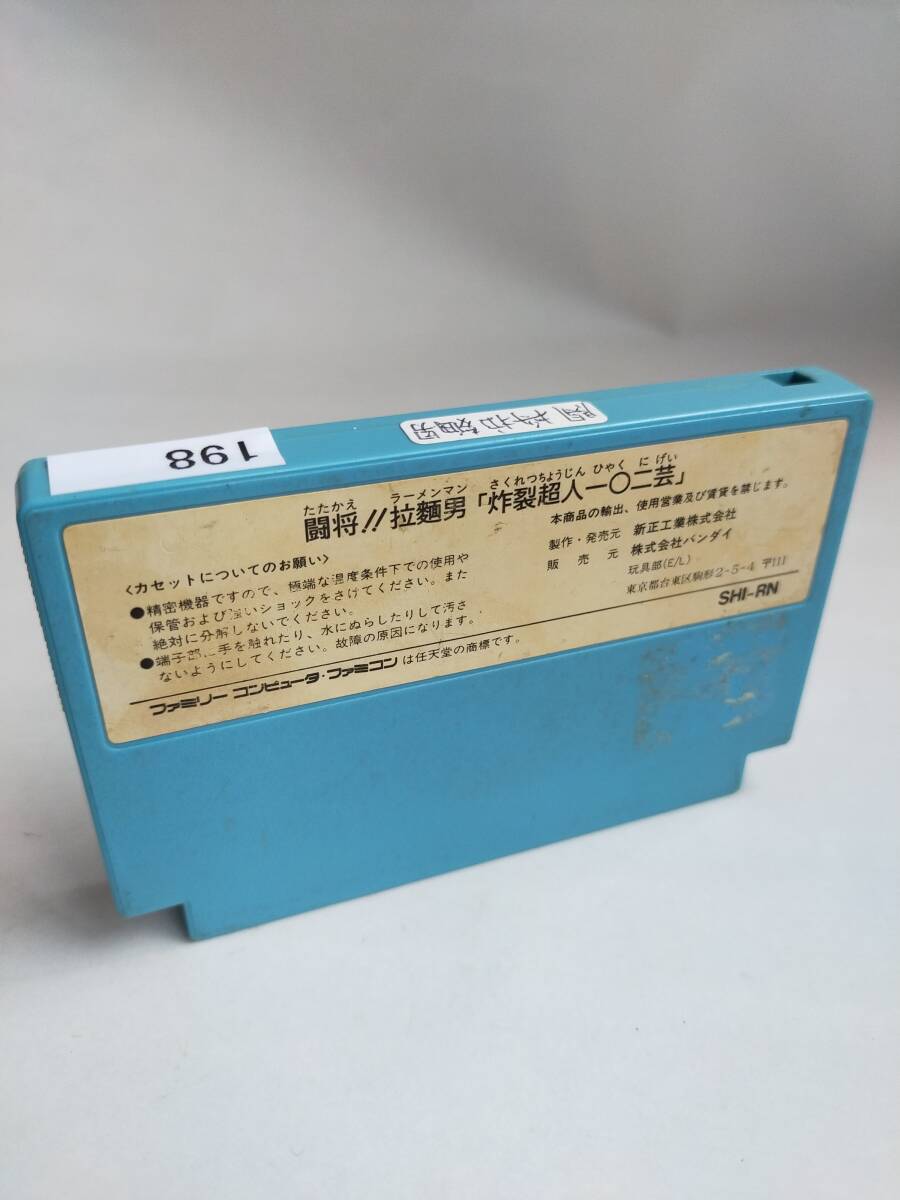 198
闘将!!拉麵男
たたかえ ラーメンマン さくれつちょうじん ひゃく に げい
闘将!!拉麵男「炸裂超人一〇二芸」
本商品の輸出、使用営業及び賃貸を禁じます。
製作・発売元 新正工業株式会社
販売元 株式会社バンダイ
玩具部(E/L)
東京都台東区駒形2-5-4 〒111
SHI-RN
〈カセットについてのお願い〉
●精密機器ですので、極端な温度条件下での使用や
保管および強いショックをさけてください。また
絶対に分解しないでください。
●端子部に手を触れたり、水にぬらしたりして汚さ
ないようにしてください。故障の原因になります。
ファミリーコンピュータ・ファミコンは任天堂の商標です。